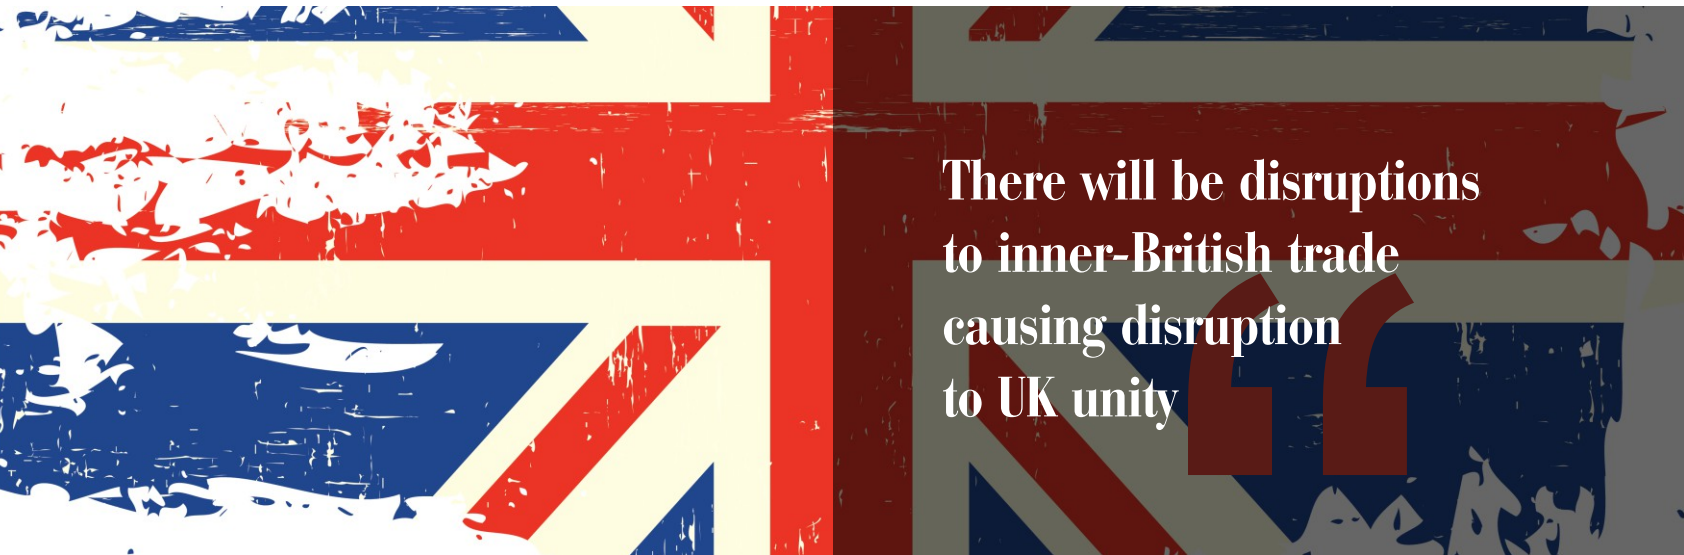 There will be disruptions
to inner-British trade
causing disruption
to UK unity
“